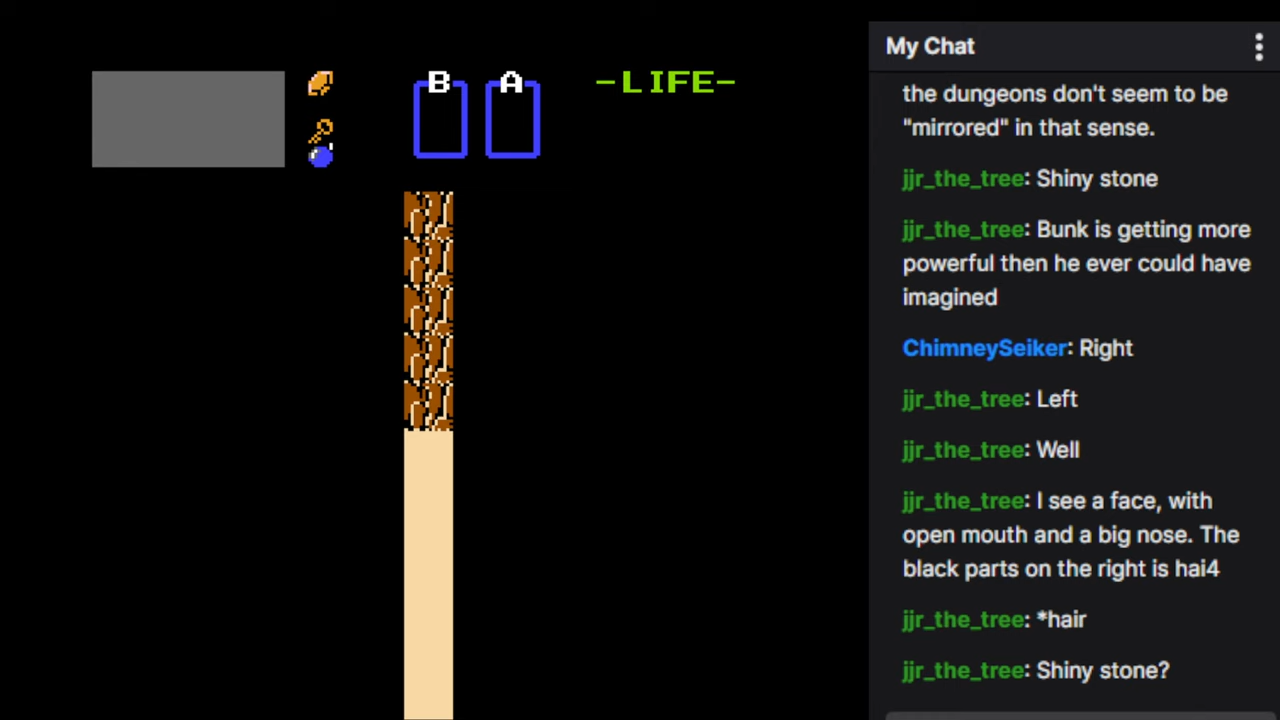 B A -LIFE-
My Chat
the dungeons don't seem to be
"mirrored" in that sense.
jjr_the_tree: Shiny stone
jjr_the_tree: Bunk is getting more
powerful then he ever could have
imagined
ChimneySeiker: Right
jjr_the_tree: Left
jjr_the_tree: Well
jjr_the_tree: I see a face, with
open mouth and a big nose. The
black parts on the right is hai4
jjr_the_tree: *hair
jjr_the_tree: Shiny stone?